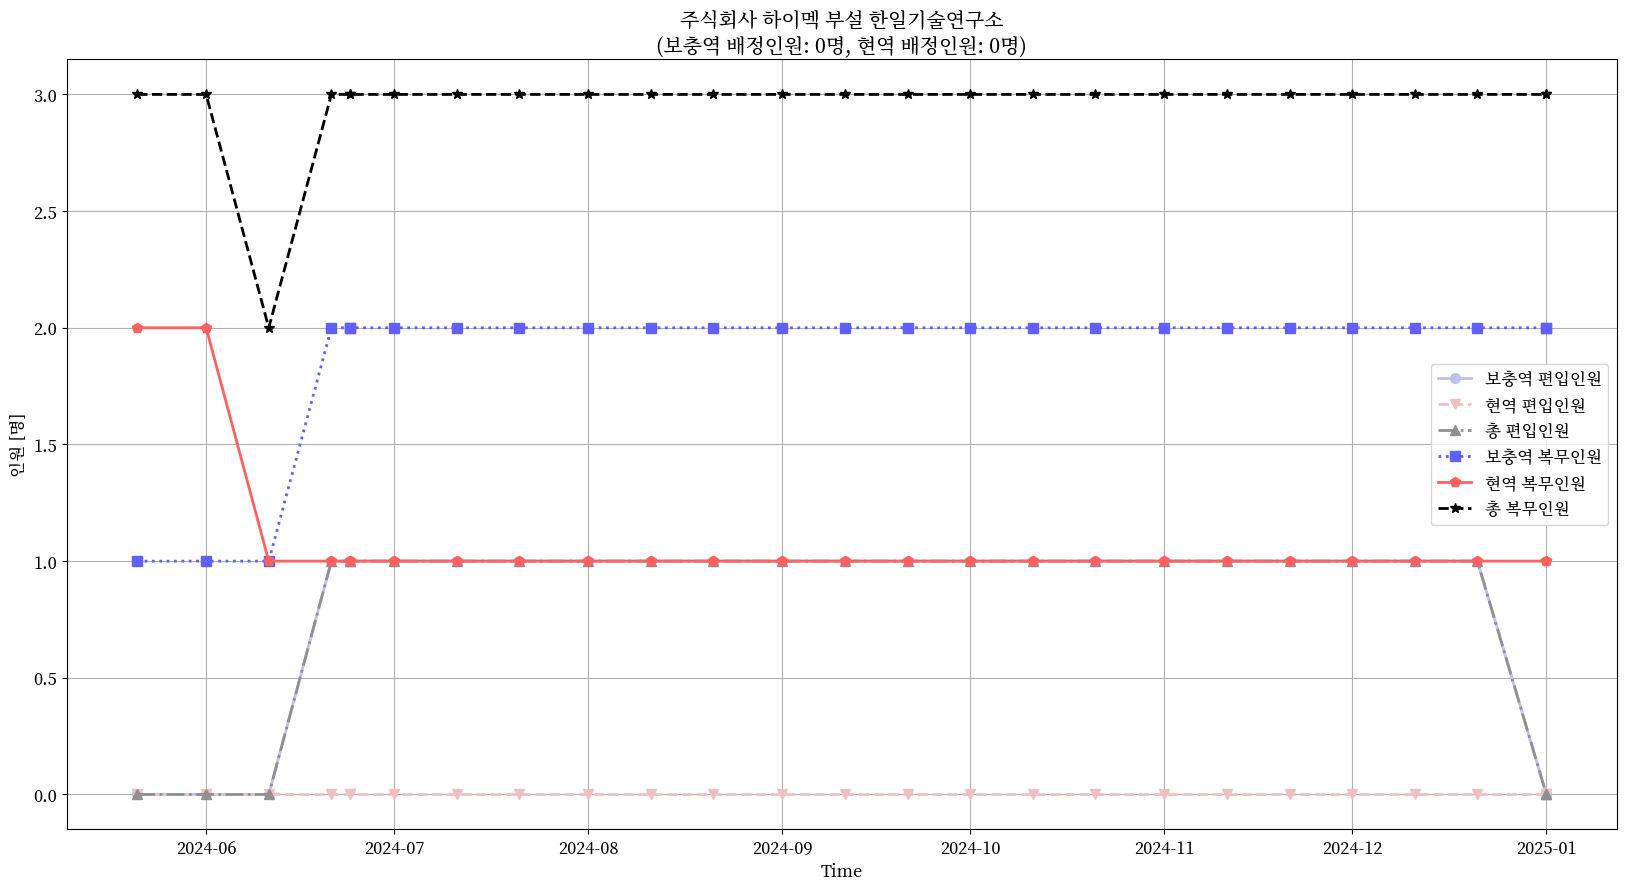 주식회사 하이멕 부설 한일기술연구소
(보충역 배정인원: 0명, 현역 배정인원: 0명)
인원 [명]
3.0
2.5
2.0
1.5
1.0
0.5
0.0
보충역 편입인원
현역 편입인원
총 편입인원
보충역 복무인원
현역 복무인원
총 복무인원
2024-06
2024-07
2024-08
2024-09
2024-10
2024-11
2024-12
2025-01
Time